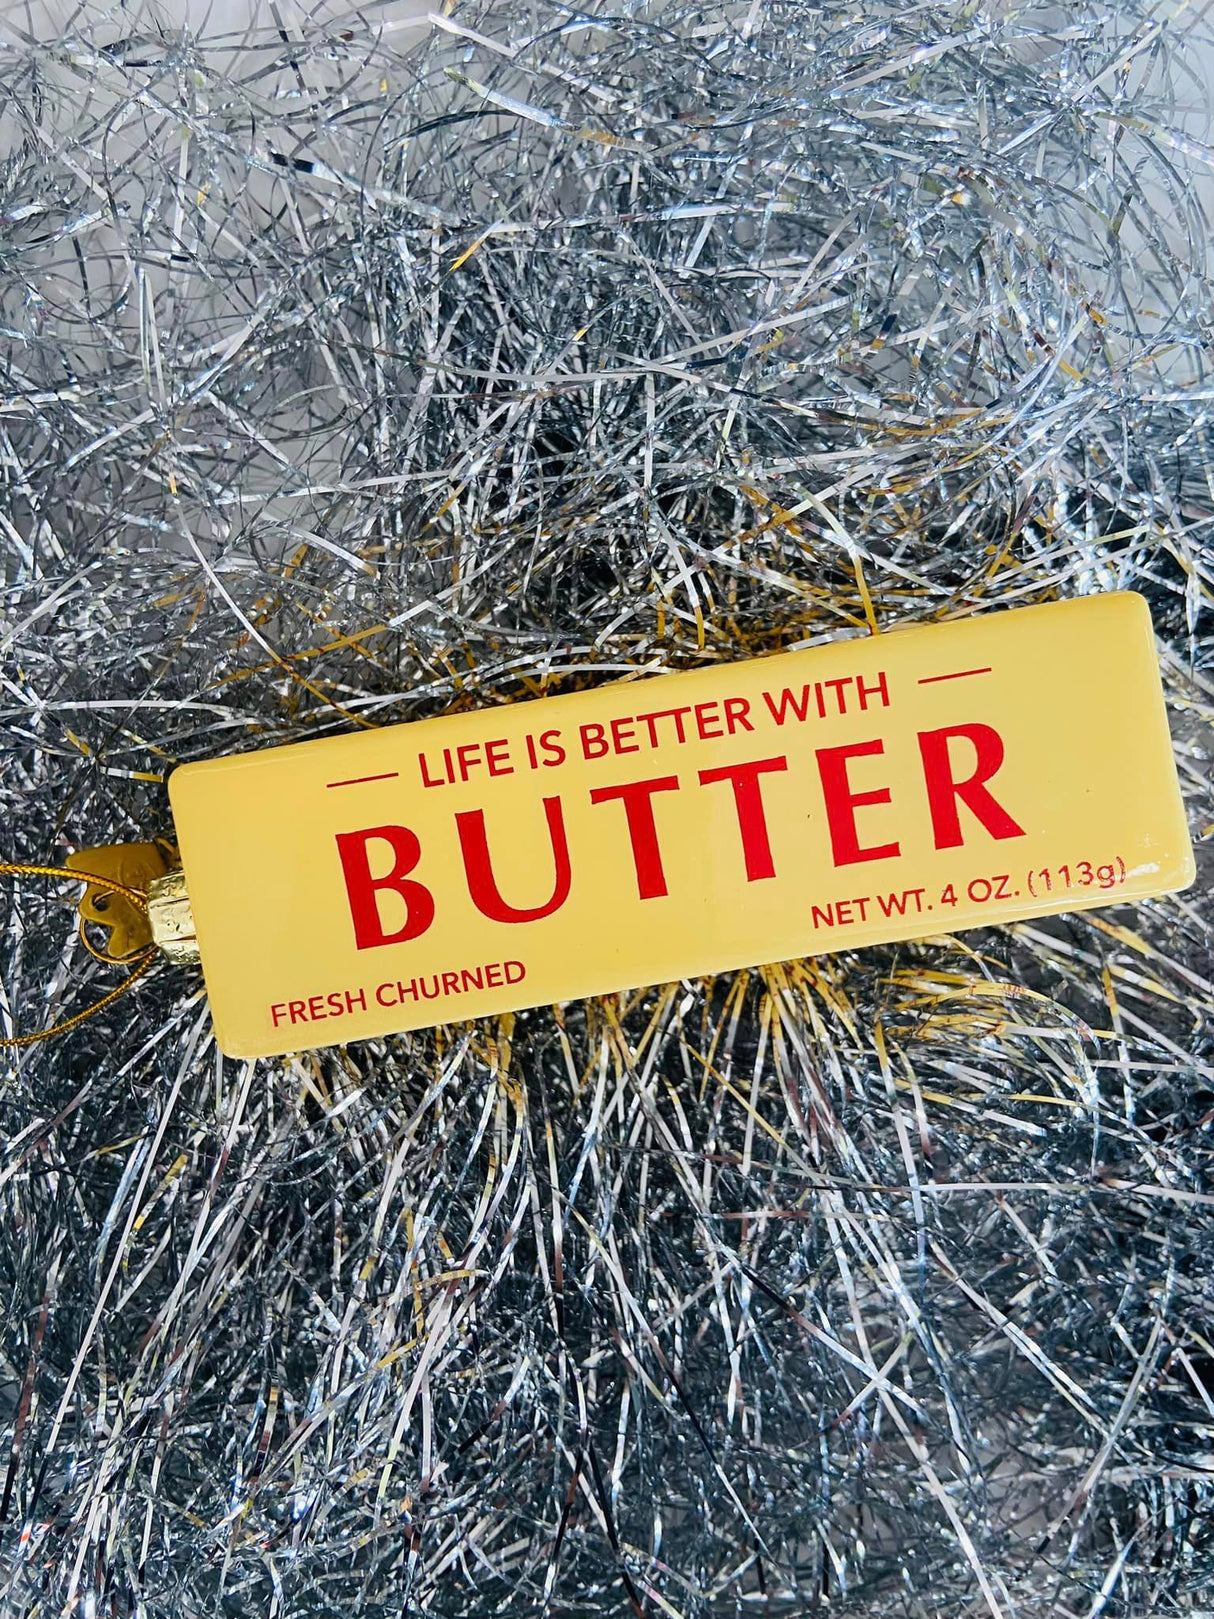 LIFE IS BETTER WITH
BUTTER
NET WT. 4 OZ. (113g)
FRESH CHURNED